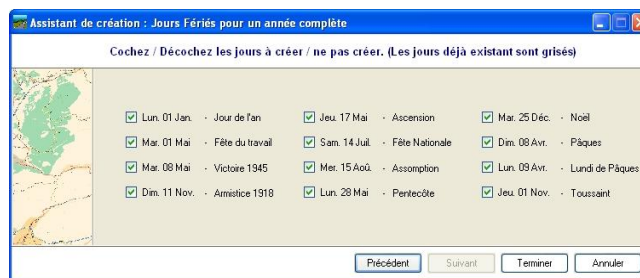 Assistant de création : Jours Fériés pour un année complète
Cochez / Décochez les jours à créer / ne pas créer. (Les jours déjà existant sont grisés)
Lun. 01 Jan. - Jour de l'an
Jeu. 17 Mai - Ascension
Mar. 25 Déc. - Noël
Mar. 01 Mai - Fête du travail
Sam. 14 Juil. - Fête Nationale
Dim. 08 Avr. - Pâques
Mar. 08 Mai - Victoire 1945
Mer. 15 Aoû. - Assomption
Lun. 09 Avr. - Lundi de Pâques
Dim. 11 Nov. - Armistice 1918
Lun. 28 Mai - Pentecôte
Jeu. 01 Nov. - Toussaint
Précédent
Suivant
Terminer
Annuler